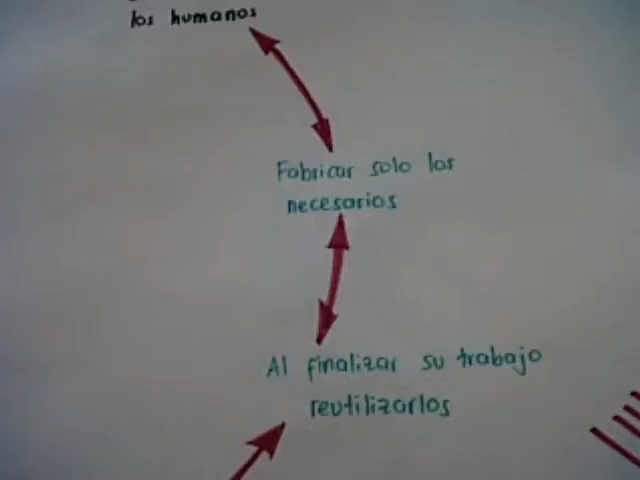 los humanos
Fabricar solo los
necesarios
Al finalizar su trabajo
reutilizarlos